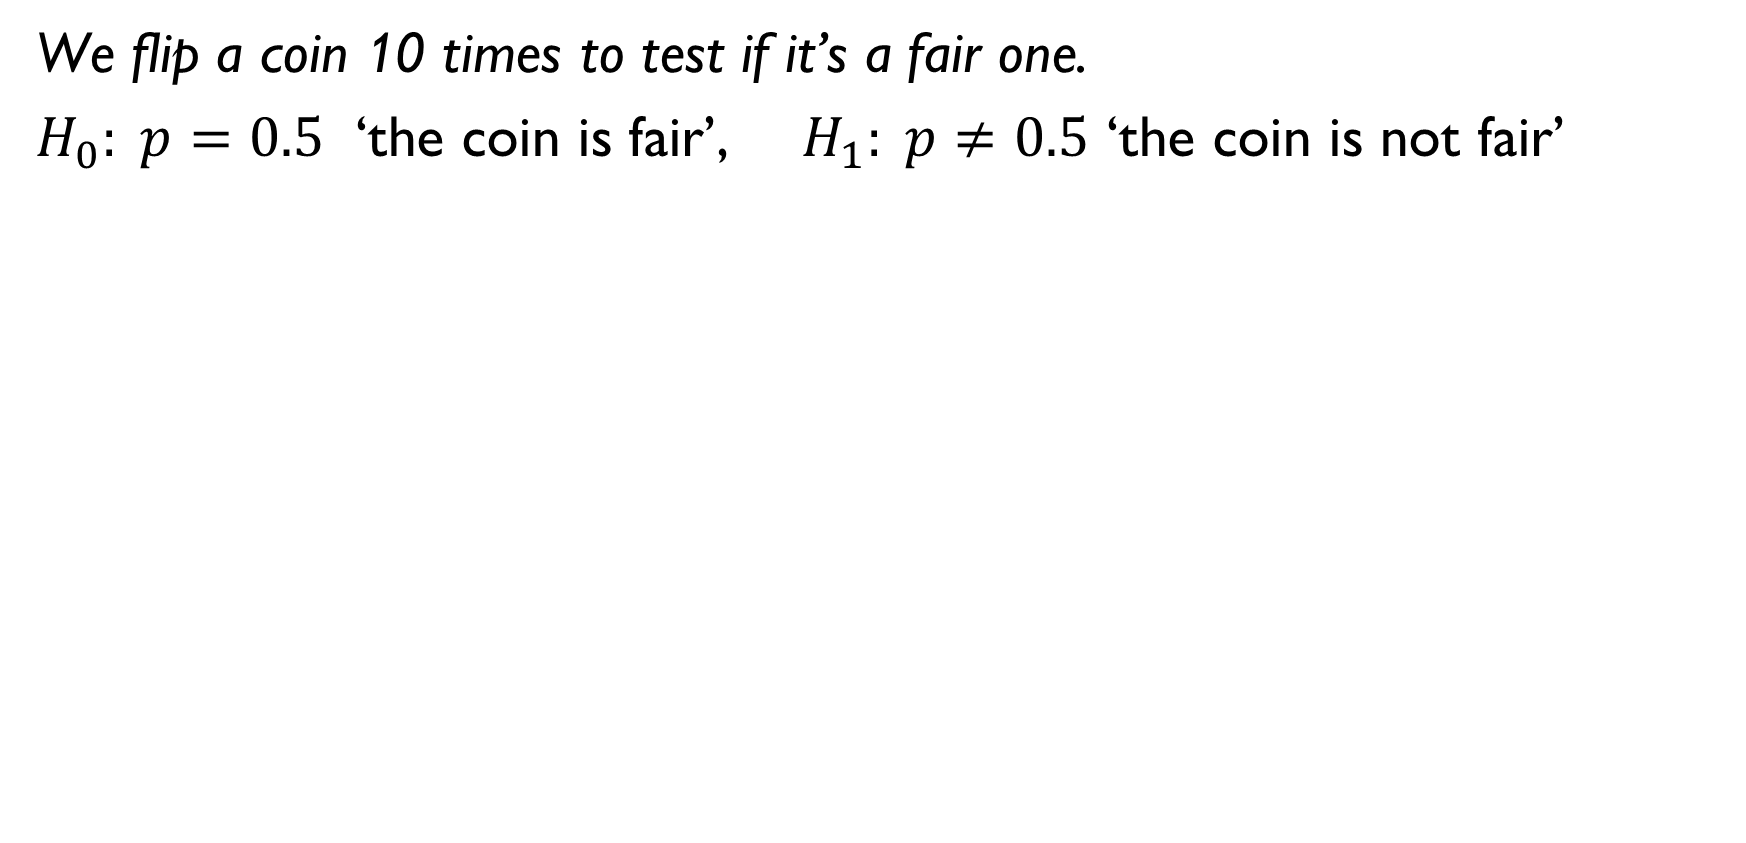 We flip a coin 10 times to test if it’s a fair one.
H₀: p = 0.5 ‘the coin is fair’, H₁: p ≠ 0.5 ‘the coin is not fair’